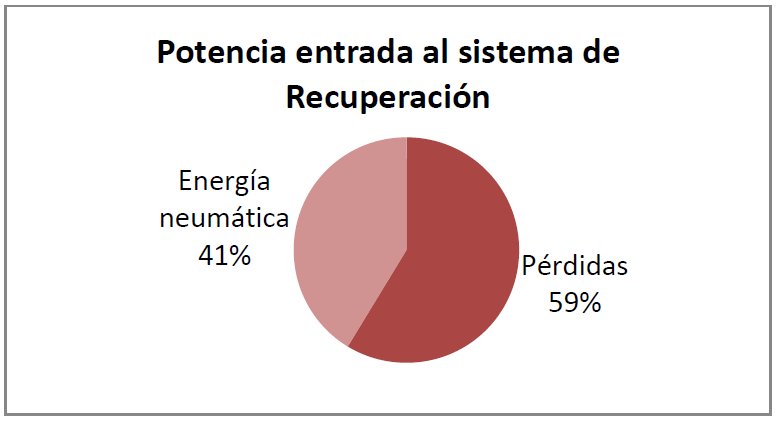 Potencia entrada al sistema de
Recuperación
Energía
neumática
41%
Pérdidas
59%